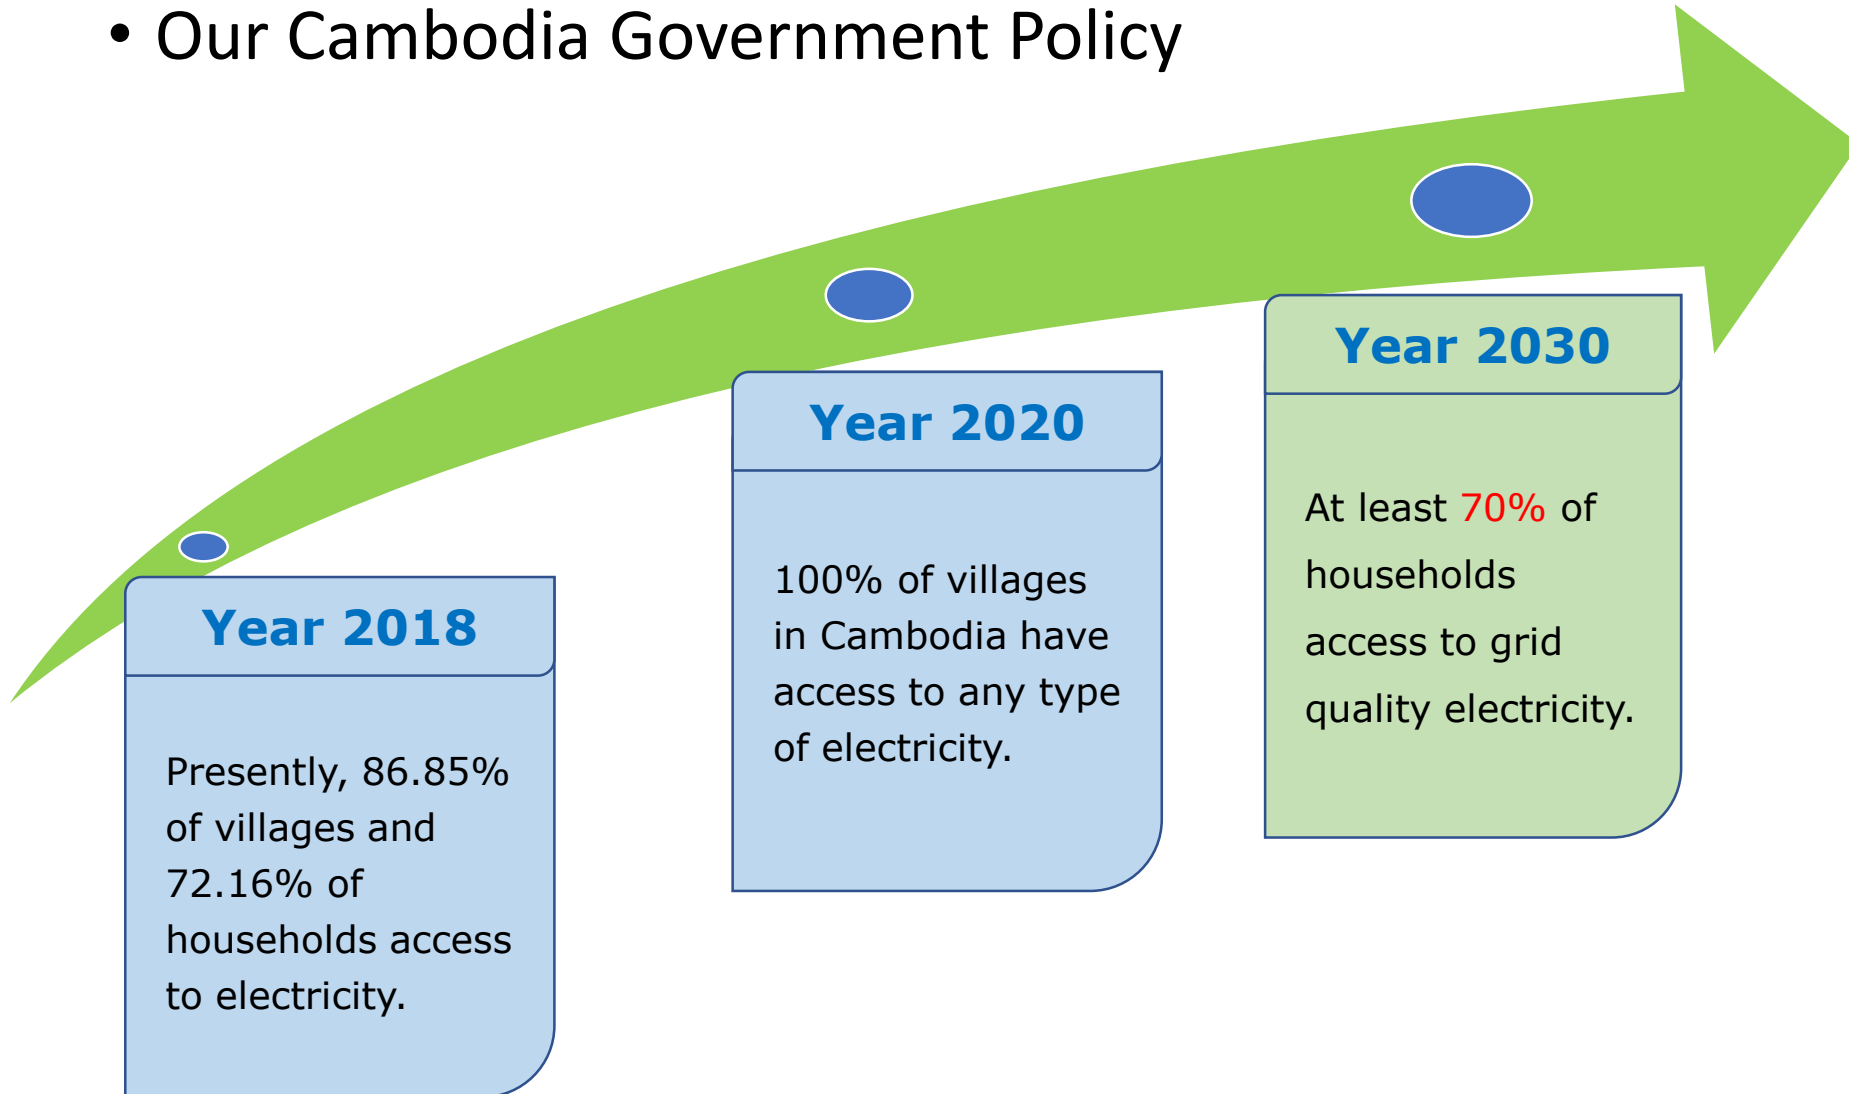 • Our Cambodia Government Policy
Year 2018
Presently, 86.85%
of villages and
72.16% of
households access
to electricity.
Year 2020
100% of villages
in Cambodia have
access to any type
of electricity.
Year 2030
At least 70% of
households
access to grid
quality electricity.